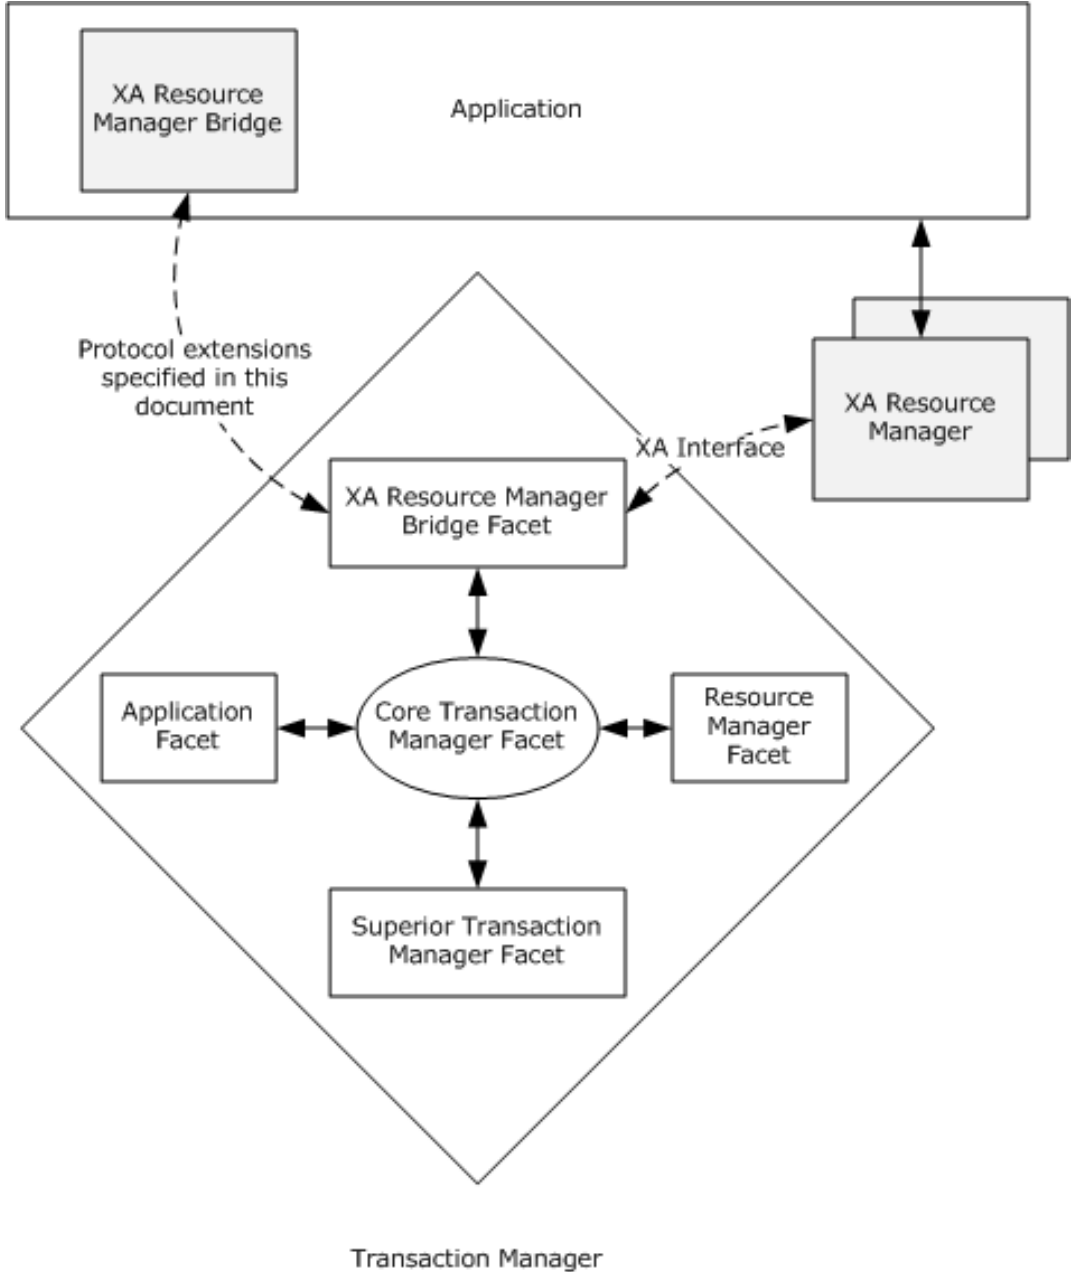 XA Resource
Manager Bridge
Application
Protocol extensions
specified in this
document
XA Resource
Manager
XA Interface
XA Resource Manager
Bridge Facet
Application
Facet
Core Transaction
Manager Facet
Resource
Manager
Facet
Superior Transaction
Manager Facet
Transaction Manager